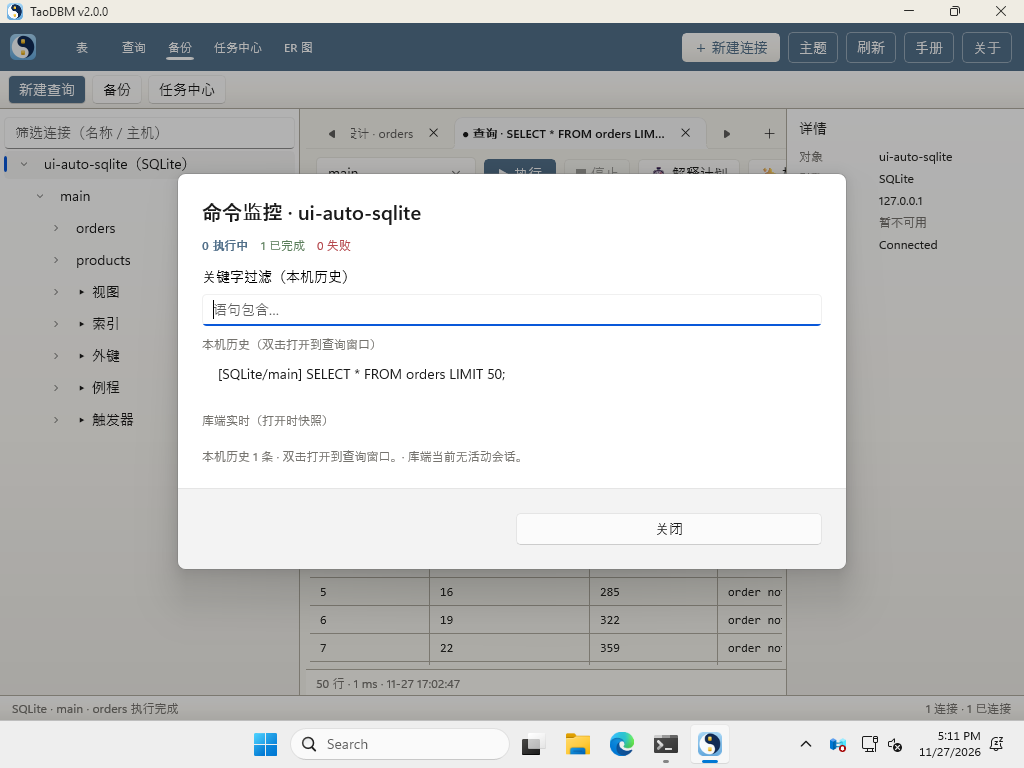 TaoDBM v2.0.0
表 查询 备份 任务中心 ER 图 + 新建连接 主题 刷新 手册 关于
新建查询 备份 任务中心
筛选连接（名称 / 主机）
ui-auto-sqlite（SQLite）
main
orders
products
视图
索引
外键
例程
触发器
设计 · orders
● 查询 · SELECT * FROM orders LIM...
main 执行 停止 解释计划
详情
对象 ui-auto-sqlite
SQLite
127.0.0.1
暂不可用
Connected
命令监控 · ui-auto-sqlite
0 执行中 1 已完成 0 失败
关键字过滤（本机历史）
语句包含...
本机历史（双击打开到查询窗口）
[SQLite/main] SELECT * FROM orders LIMIT 50;
库端实时（打开时快照）
本机历史 1 条 · 双击打开到查询窗口。· 库端当前无活动会话。
关闭
5 16 285 order no
6 19 322 order no
7 22 359 order no
50 行 · 1 ms · 11-27 17:02:47
SQLite · main · orders 执行完成
1 连接 · 1 已连接
Search
5:11 PM
11/27/2026